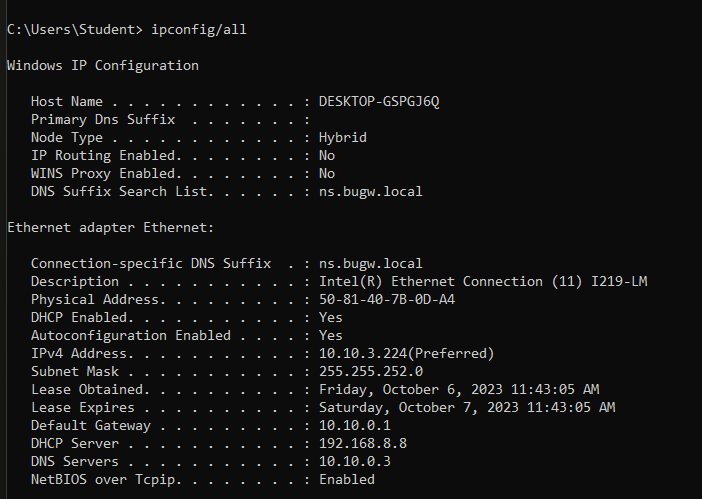 C:\Users\Student> ipconfig/all
Windows IP Configuration
Host Name . . . . . . . . . . . . : DESKTOP-GSPGJ6Q
Primary Dns Suffix  . . . . . . . :
Node Type . . . . . . . . . . . . : Hybrid
IP Routing Enabled. . . . . . . . : No
WINS Proxy Enabled. . . . . . . . : No
DNS Suffix Search List. . . . . . : ns.bugw.local
Ethernet adapter Ethernet:
Connection-specific DNS Suffix  . : ns.bugw.local
Description . . . . . . . . . . . : Intel(R) Ethernet Connection (11) I219-LM
Physical Address. . . . . . . . . : 50-81-40-7B-0D-A4
DHCP Enabled. . . . . . . . . . . : Yes
Autoconfiguration Enabled . . . . : Yes
IPv4 Address. . . . . . . . . . . : 10.10.3.224(Preferred)
Subnet Mask . . . . . . . . . . . : 255.255.252.0
Lease Obtained. . . . . . . . . . : Friday, October 6, 2023 11:43:05 AM
Lease Expires . . . . . . . . . . : Saturday, October 7, 2023 11:43:05 AM
Default Gateway . . . . . . . . . : 10.10.0.1
DHCP Server . . . . . . . . . . . : 192.168.8.8
DNS Servers . . . . . . . . . . . : 10.10.0.3
NetBIOS over Tcpip. . . . . . . . : Enabled